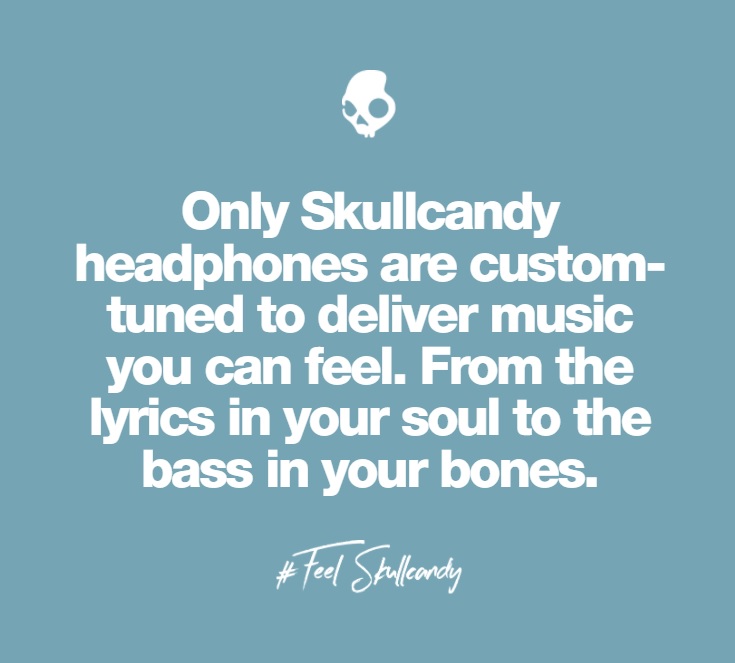 Only Skullcandy
headphones are custom-
tuned to deliver music
you can feel. From the
lyrics in your soul to the
bass in your bones.
#Feel Skullcandy